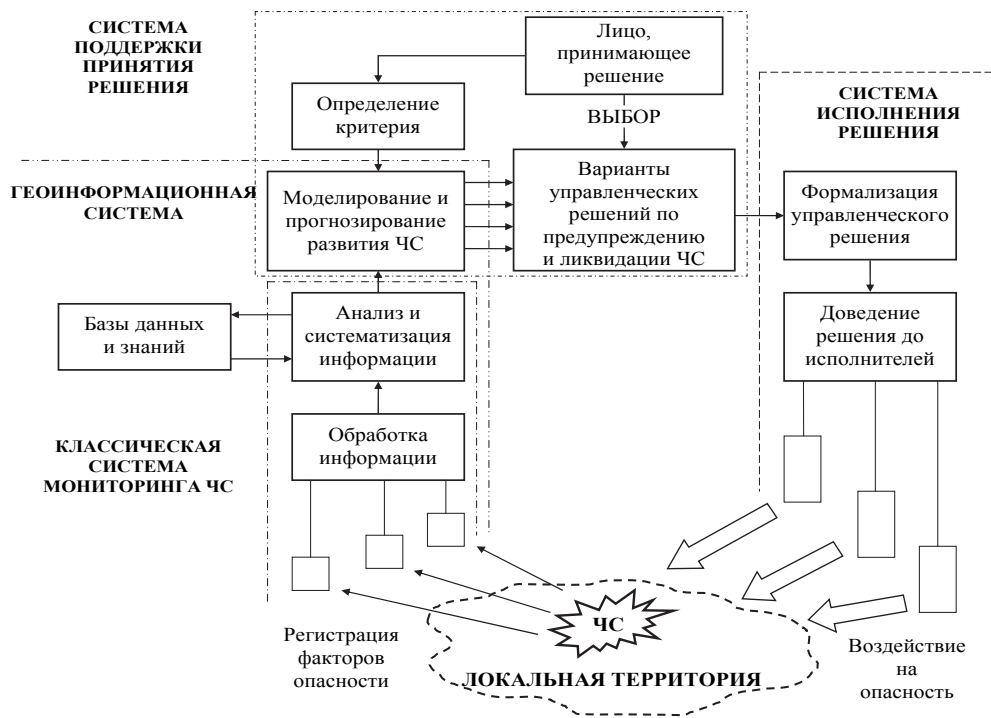 СИСТЕМА
ПОДДЕРЖКИ
ПРИНЯТИЯ
РЕШЕНИЯ
Лицо,
принимающее
решение
Определение
критерия
ВЫБОР
СИСТЕМА
ИСПОЛНЕНИЯ
РЕШЕНИЯ
ГЕОИНФОРМАЦИОННАЯ
СИСТЕМА
Моделирование и
прогнозирование
развития ЧС
Варианты
управленческих
решений по
предупреждению
и ликвидации ЧС
Формализация
управленческого
решения
Базы данных
и знаний
Анализ и
систематизация
информации
Доведение
решения до
исполнителей
КЛАССИЧЕСКАЯ
СИСТЕМА
МОНИТОРИНГА ЧС
Обработка
информации
ЧС
Регистрация
факторов
опасности
ЛОКАЛЬНАЯ ТЕРРИТОРИЯ
Воздействие
на
опасность